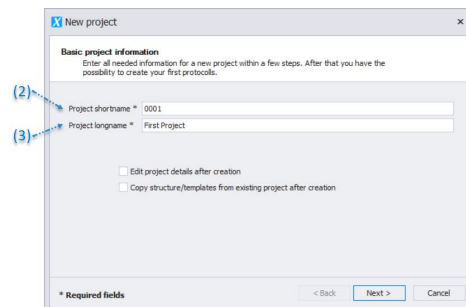 X New project ×
Basic project information
Enter all needed information for a new project within a few steps. After that you have the
possibility to create your first protocolls.
(2)
Project shortname * 0001
Project longname * First Project
(3)
Edit project details after creation
Copy structure/templates from existing project after creation
* Required fields < Back Next > Cancel